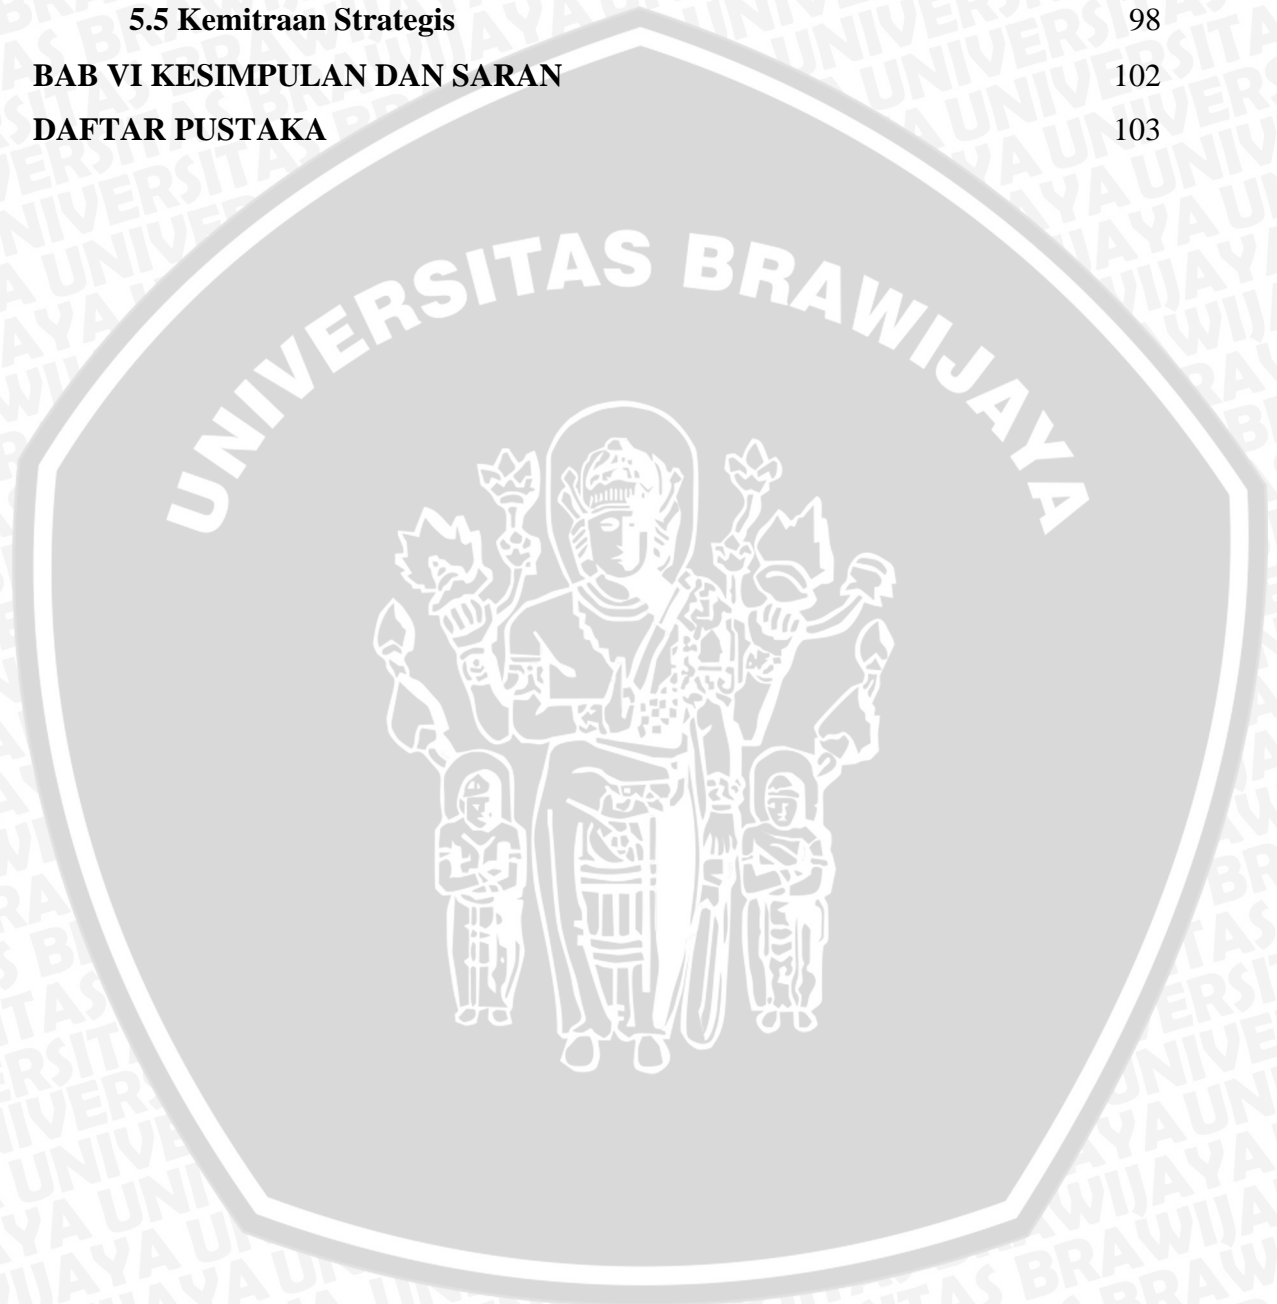 5.5 Kemitraan Strategis 98
BAB VI KESIMPULAN DAN SARAN 102
DAFTAR PUSTAKA 103
UNIVERSITAS BRAWIJAYA